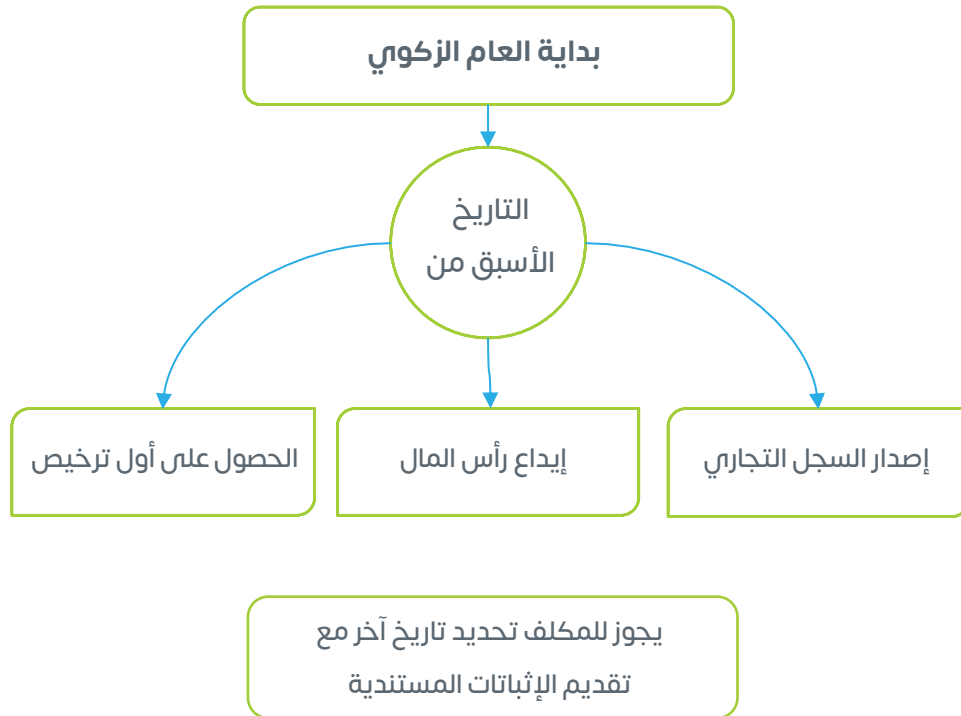 بداية العام الزكوي
التاريخ
الأسبق من
إصدار السجل التجاري
إيداع رأس المال
الحصول على أول ترخيص
يجوز للمكلف تحديد تاريخ آخر مع
تقديم الإثباتات المستندية